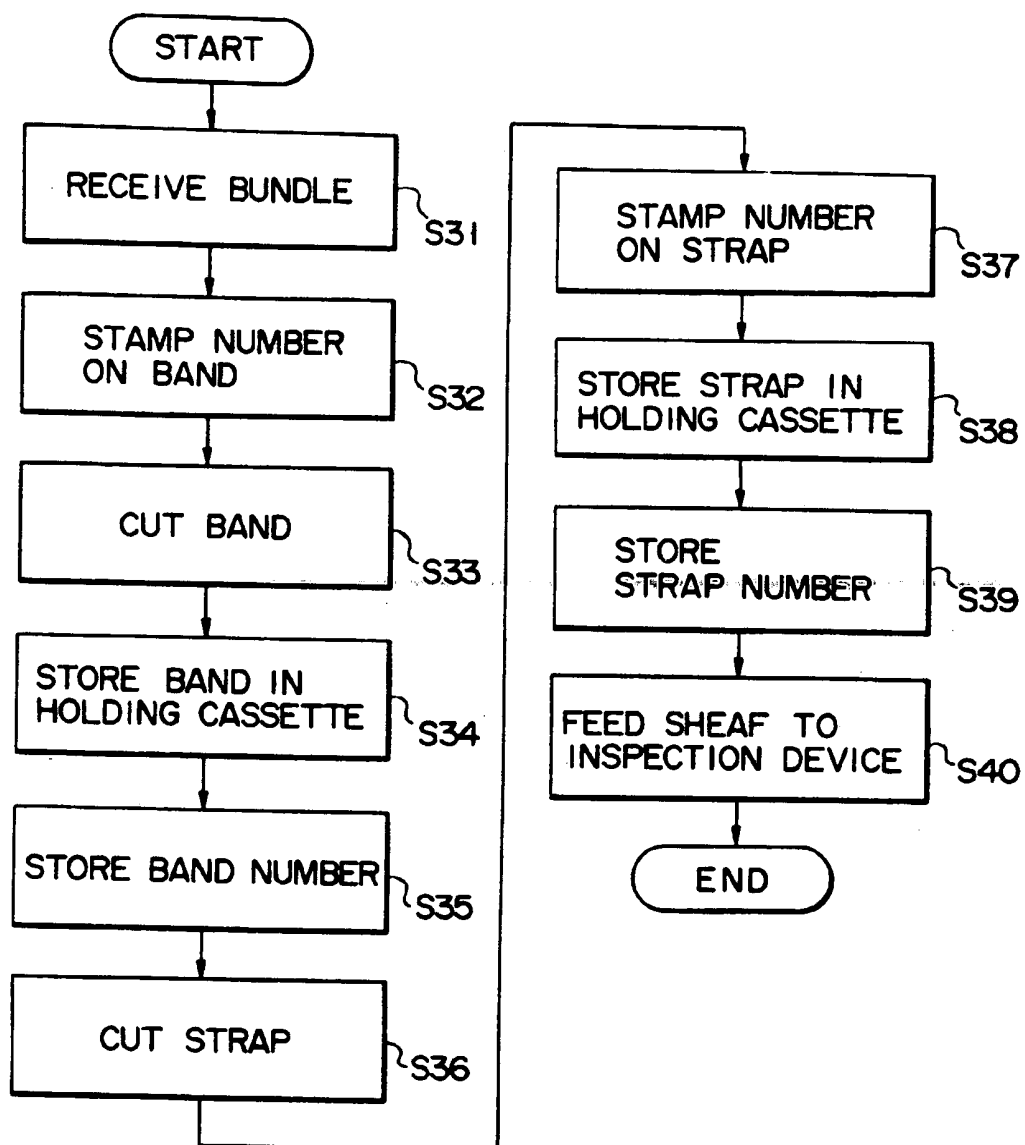 START
RECEIVE BUNDLE
S31
STAMP NUMBER
ON BAND
S32
CUT BAND
S33
STORE BAND IN
HOLDING CASSETTE
S34
STORE BAND NUMBER
S35
CUT STRAP
S36
STAMP NUMBER
ON STRAP
S37
STORE STRAP IN
HOLDING CASSETTE
S38
STORE
STRAP NUMBER
S39
FEED SHEAF TO
INSPECTION DEVICE
S40
END